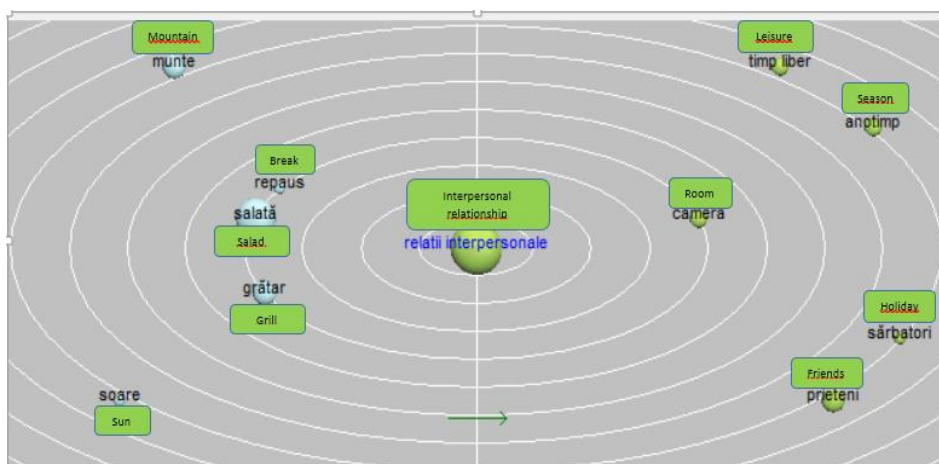 Mountain
munte
Leisure
timp liber
Season
anotimp
Break
repaus
salată
Salad.
Interpersonal
relationship
relatii interpersonale
Room
camera
grătar
Grill
Holiday
sărbatori
Friends
prieteni
soare
Sun